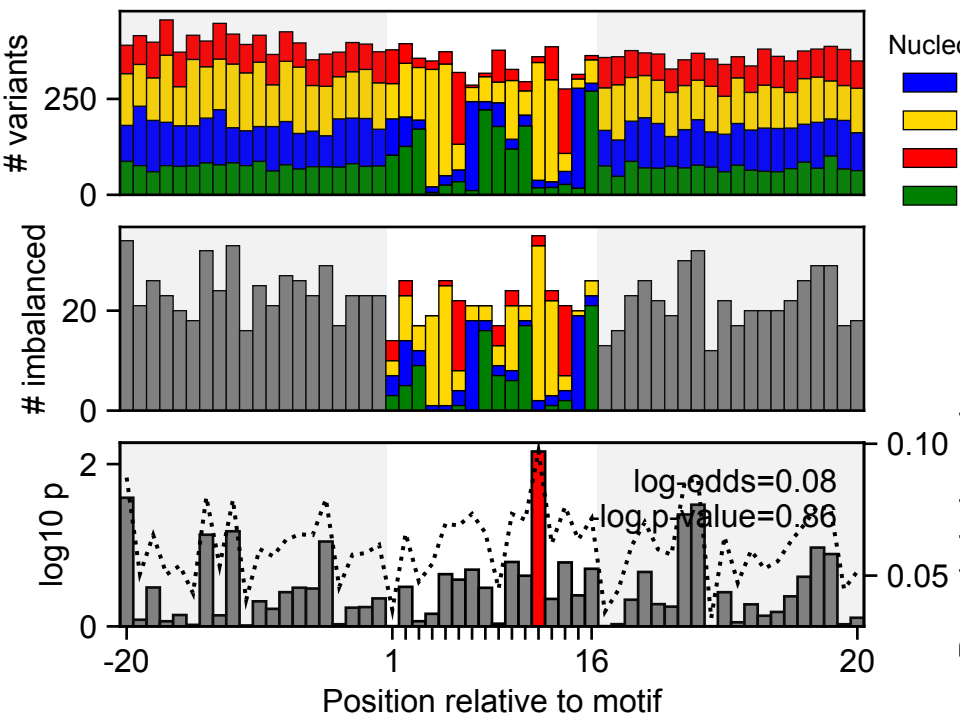 # variants
250
0
Nucleo
# imbalanced
20
0
log10 p
2
0
0.10
0.05
log-odds=0.08
-log p-value=0.86
-20
1
16
20
Position relative to motif